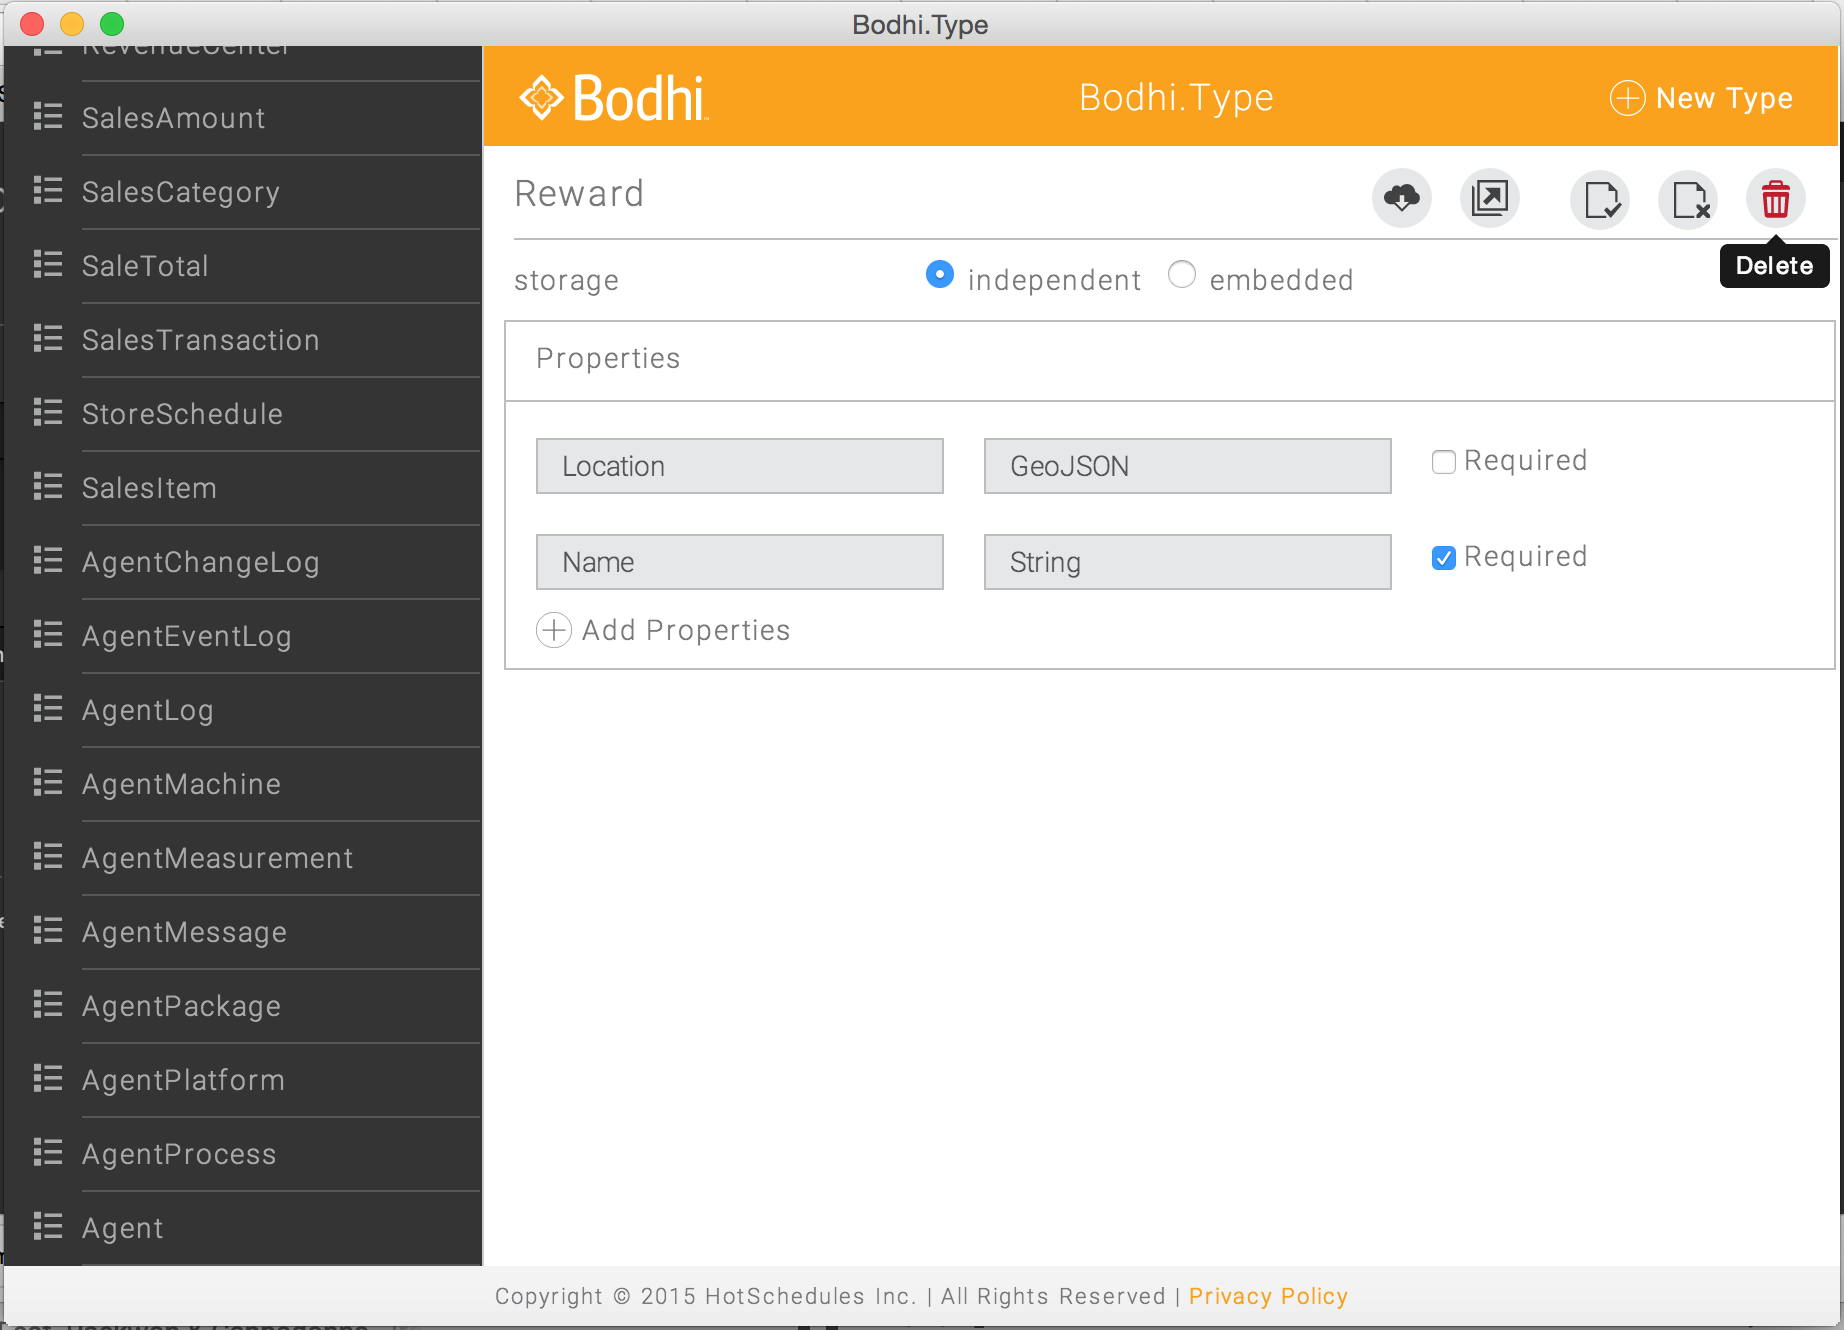 Bodhi.Type
RevenueCenter
SalesAmount
SalesCategory
SaleTotal
SalesTransaction
StoreSchedule
SalesItem
AgentChangeLog
AgentEventLog
AgentLog
AgentMachine
AgentMeasurement
AgentMessage
AgentPackage
AgentPlatform
AgentProcess
Agent
Bodhi
Bodhi.Type
New Type
Reward
Delete
storage independent embedded
Properties
Location GeoJSON Required
Name String Required
Add Properties
Copyright © 2015 HotSchedules Inc. | All Rights Reserved | Privacy Policy